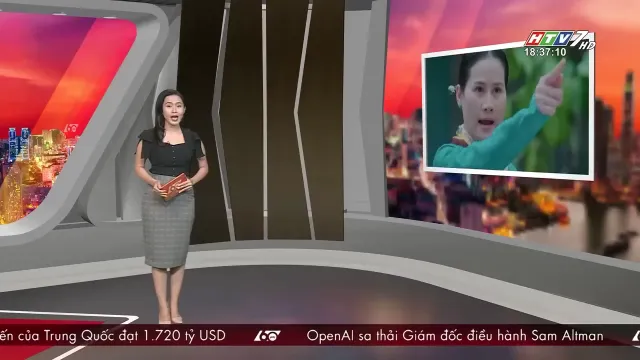 HTV7 HD
18:37:10
ến của Trung Quốc đạt 1.720 tỷ USD 60 OpenAI sa thải Giám đốc điều hành Sam Altman